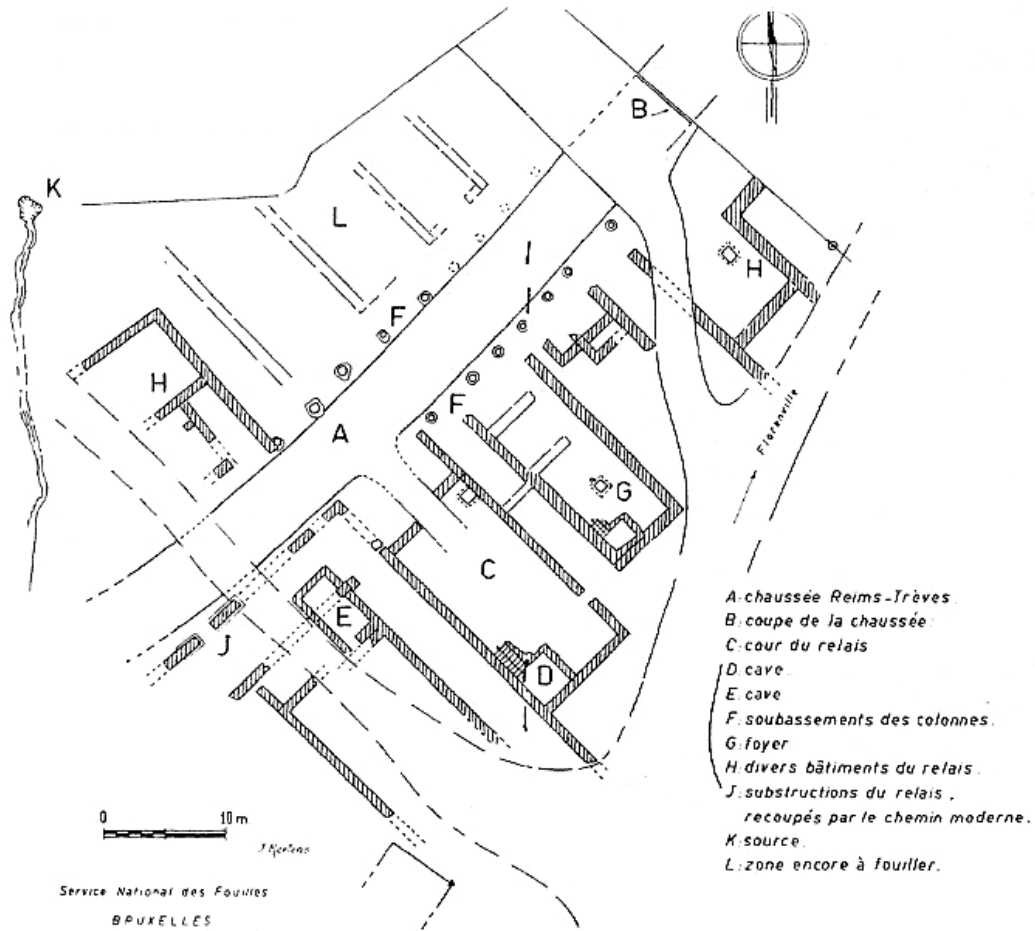 K
B
L
H
F
H
F
A
G
C
E
J
D
Florenville
A: chaussée Reims-Trèves
B: coupe de la chaussée
C: cour du relais
D: cave
E: cave
F: soubassements des colonnes.
G: foyer
H: divers bâtiments du relais.
J: substructions du relais,
recoupés par le chemin moderne.
K: source.
L: zone encore à fouiller.
0 10 m
J. Mertens
Service National des Fouilles
BRUXELLES